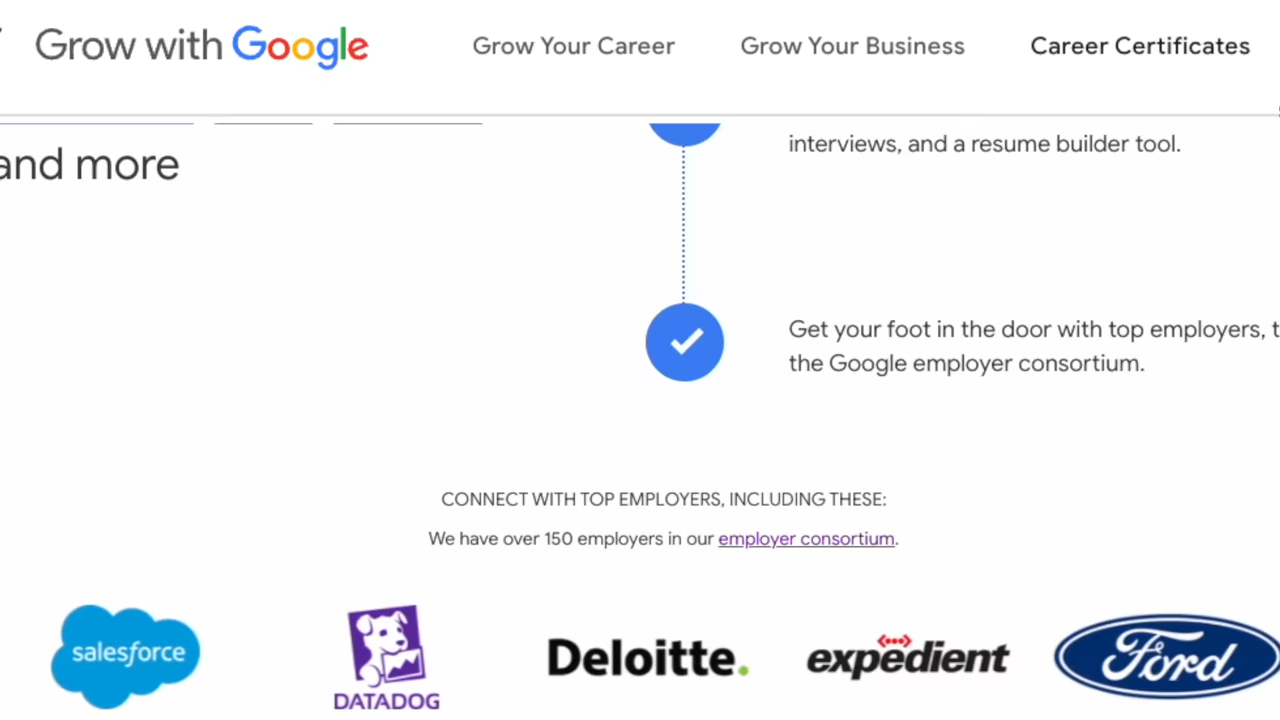 Grow with Google
Grow Your Career
Grow Your Business
Career Certificates
and more
interviews, and a resume builder tool.
Get your foot in the door with top employers,
the Google employer consortium.
CONNECT WITH TOP EMPLOYERS, INCLUDING THESE:
We have over 150 employers in our employer consortium.
salesforce
DATADOG
Deloitte.
expedient
Ford